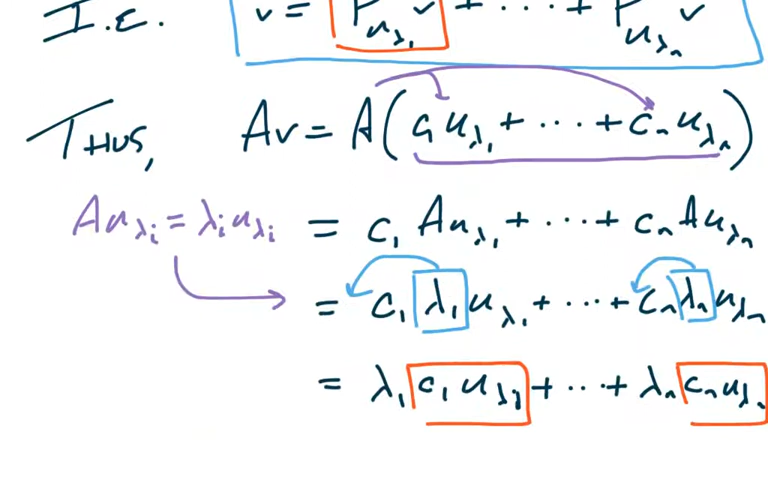 I.e. v = P_{u_{λ_1}} v + ··· + P_{u_{λ_n}} v
THUS, Av = A(c_1 u_{λ_1} + ··· + c_n u_{λ_n})
Au_{λ_i} = λ_i u_{λ_i} = c_1 Au_{λ_1} + ··· + c_n Au_{λ_n}
= c_1 λ_1 u_{λ_1} + ··· + c_n λ_n u_{λ_n}
= λ_1 c_1 u_{λ_1} + ··· + λ_n c_n u_{λ_n}